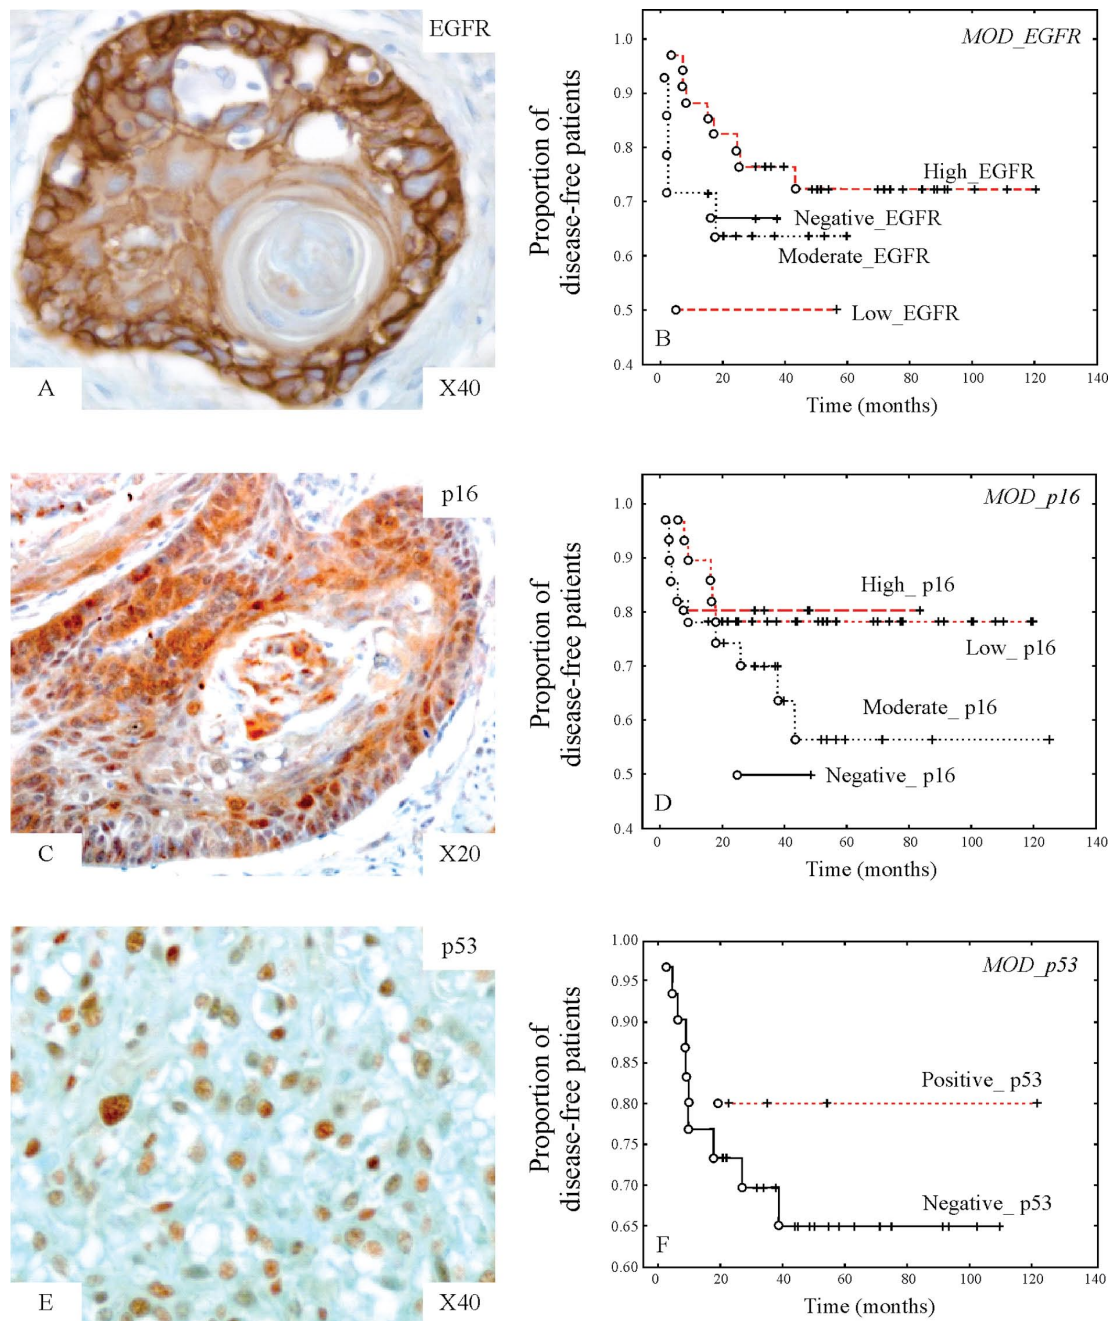 EGFR
A
X40
Proportion of
disease-free patients
MOD_EGFR
1.0
0.9
0.8
0.7
0.6
0.5
0.4
High_EGFR
Negative_EGFR
Moderate_EGFR
Low_EGFR
B
0 20 40 60 80 100 120 140
Time (months)
p16
C
X20
Proportion of
disease-free patients
MOD_p16
1.0
0.9
0.8
0.7
0.6
0.5
0.4
High_ p16
Low_ p16
Moderate_ p16
Negative_ p16
D
0 20 40 60 80 100 120 140
Time (months)
p53
E
X40
Proportion of
disease-free patients
MOD_p53
1.00
0.95
0.90
0.85
0.80
0.75
0.70
0.65
0.60
Positive_ p53
Negative_ p53
F
0 20 40 60 80 100 120 140
Time (months)